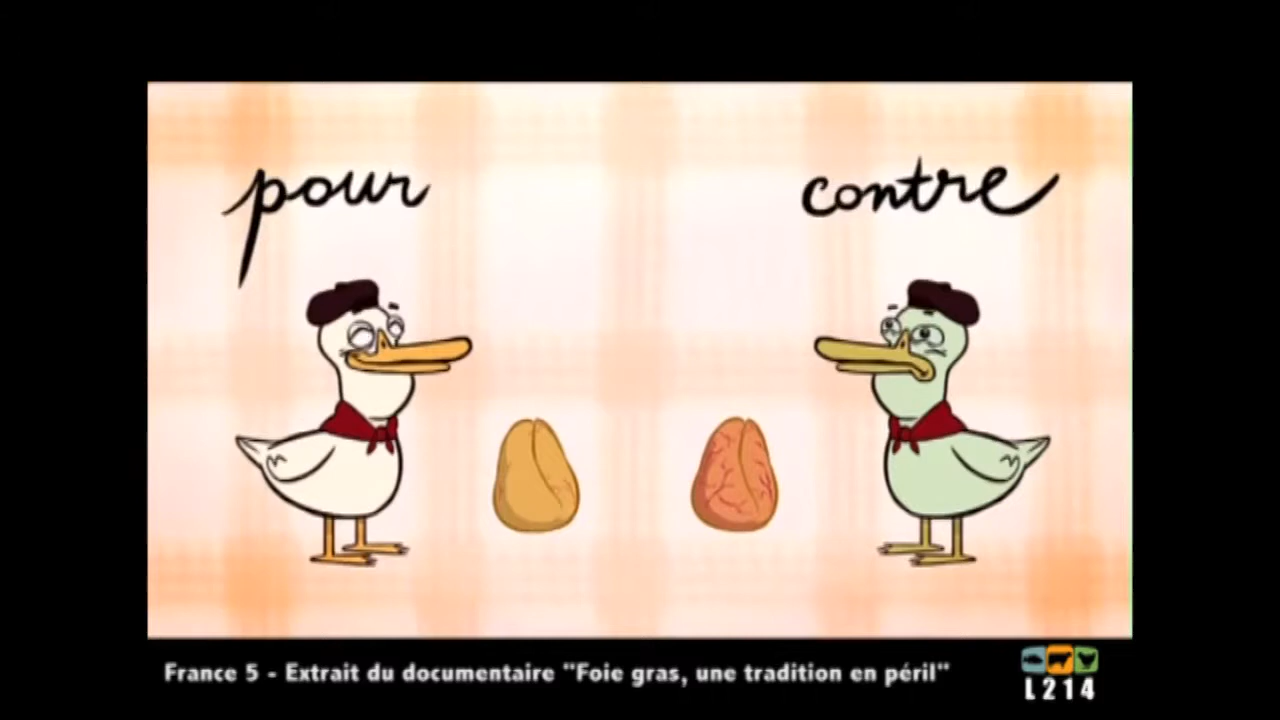 pour
contre
France 5 - Extrait du documentaire "Foie gras, une tradition en péril"
L214